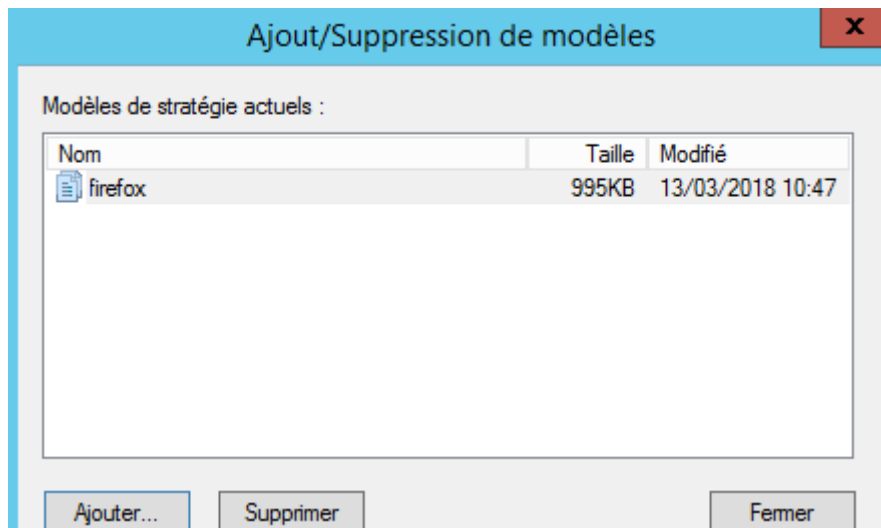 Ajout/Suppression de modèles
x
Modèles de stratégie actuels :
Nom Taille Modifié
firefox 995KB 13/03/2018 10:47
Ajouter... Supprimer Fermer